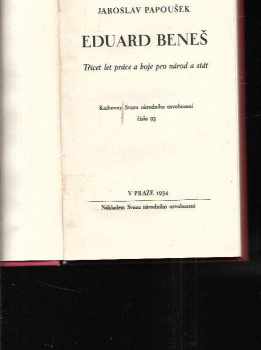 JAROSLAV PAPOUŠEK
EDUARD BENEŠ
Třicet let práce a boje pro národ a stát
Knihovny Svazu národního osvobození
číslo 93
V PRAZE 1934
Nákladem Svazu národního osvobození